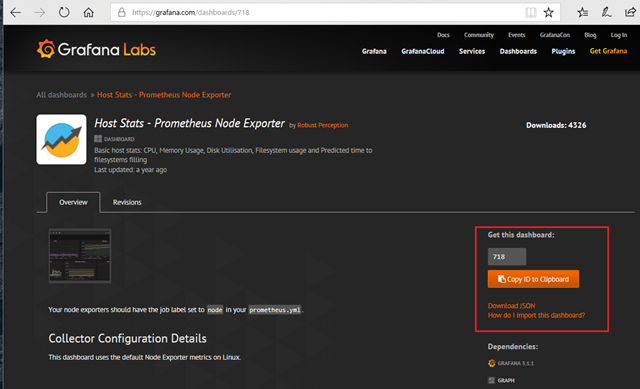 https://grafana.com/dashboards/718
Grafana Labs
Docs Community Events GrafanaCon Blog Log In
Grafana GrafanaCloud Services Dashboards Plugins Get Grafana
All dashboards » Host Stats - Prometheus Node Exporter
Host Stats - Prometheus Node Exporter by Robust Perception
Downloads: 4326
DASHBOARD
Basic host stats: CPU, Memory Usage, Disk Utilisation, Filesystem usage and Predicted time to
filesystems filling
Last updated: a year ago
Overview Revisions
Get this dashboard:
718
Copy ID to Clipboard
Download JSON
How do I import this dashboard?
Your node exporters should have the job label set to node in your prometheus.yml.
Collector Configuration Details
This dashboard uses the default Node Exporter metrics on Linux.
Dependencies:
GRAFANA 3.1.1
GRAPH